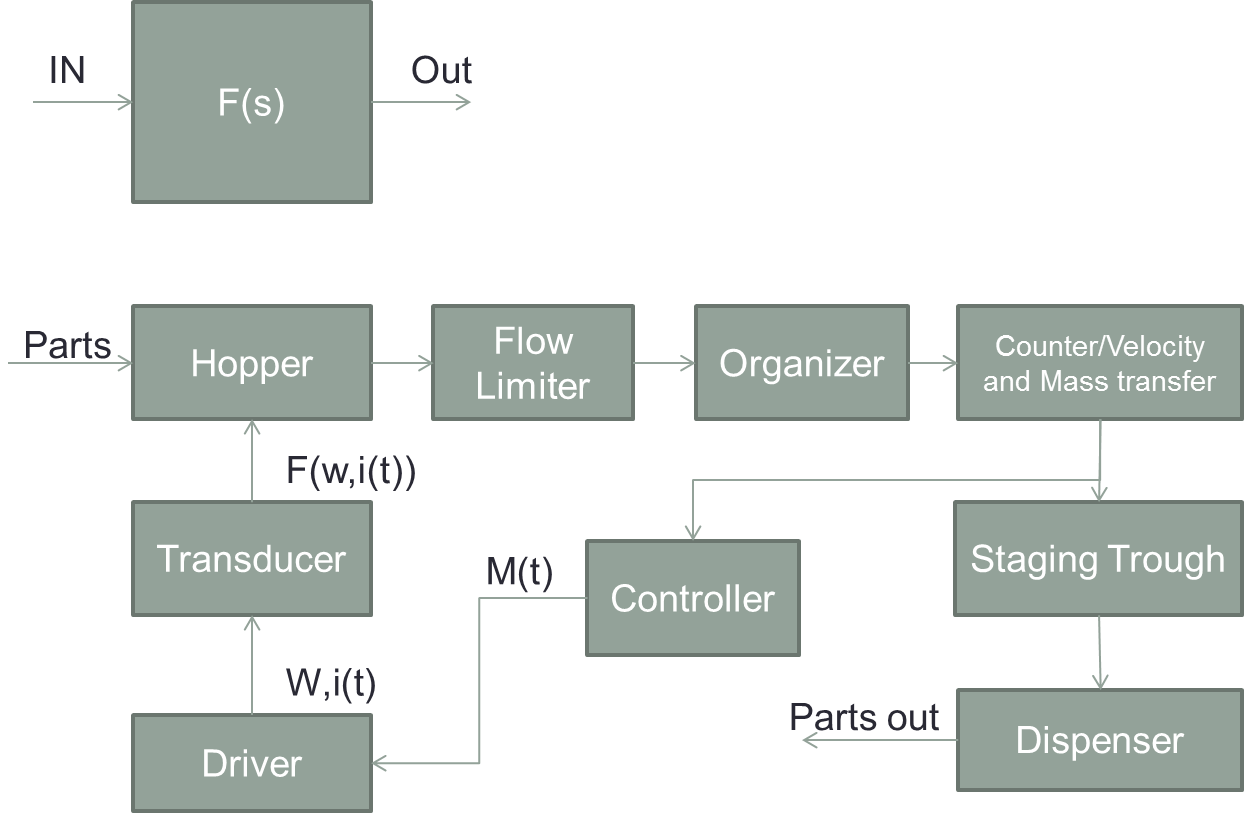 IN
Out
F(s)
Parts
Hopper
Flow
Limiter
Organizer
Counter/Velocity
and Mass transfer
F(w,i(t))
Transducer
M(t)
Controller
Staging Trough
W,i(t)
Driver
Parts out
Dispenser